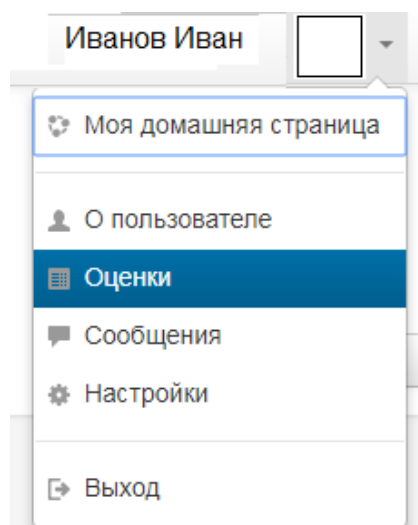 Иванов Иван
Моя домашняя страница
О пользователе
Оценки
Сообщения
Настройки
Выход